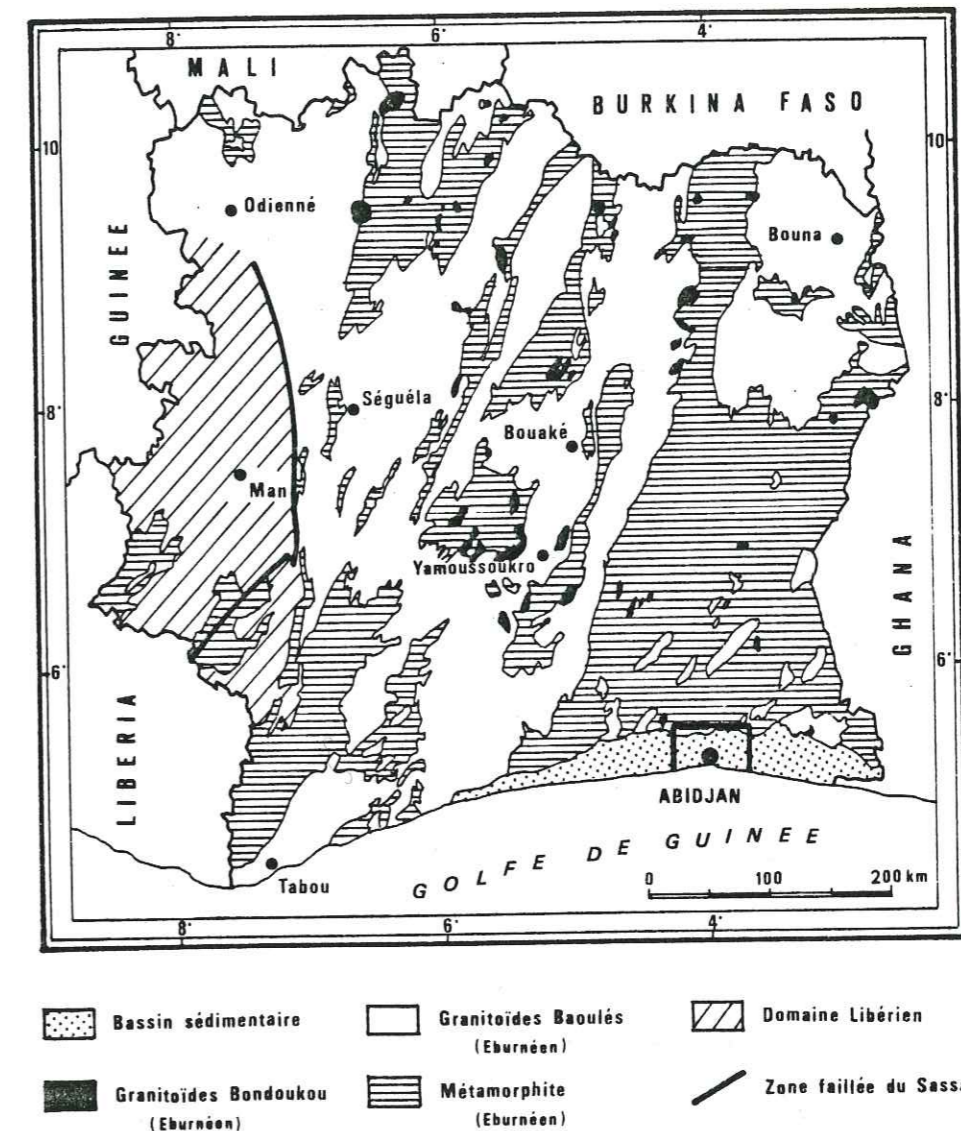 8° 6° 4°
MALI
BURKINA FASO
10 10
Odienné
Bouna
GUINEE
8° 8°
Séguéla
Bouaké
Man
Yamoussoukro
GHANA
6° 6°
LIBERIA
ABIDJAN
GOLFE DE GUINEE
0 100 200 km
Tabou
8° 6° 4°
Bassin sédimentaire
Granitoïdes Baoulés
(Eburnéen)
Domaine Libérien
Granitoïdes Bondoukou
(Eburnéen)
Métamorphite
(Eburnéen)
Zone faillée du Sassa